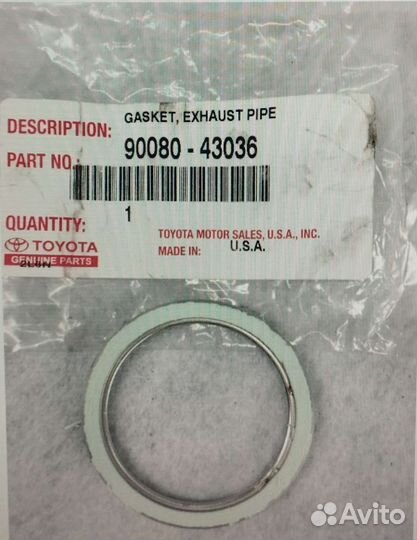 GASKET, EXHAUST PIPE
DESCRIPTION:
PART NO. 90080 - 43036
QUANTITY: 1
TOYOTA MOTOR SALES, U.S.A., INC.
TOYOTA
GENUINE PARTS
MADE IN: U.S.A.
Avito